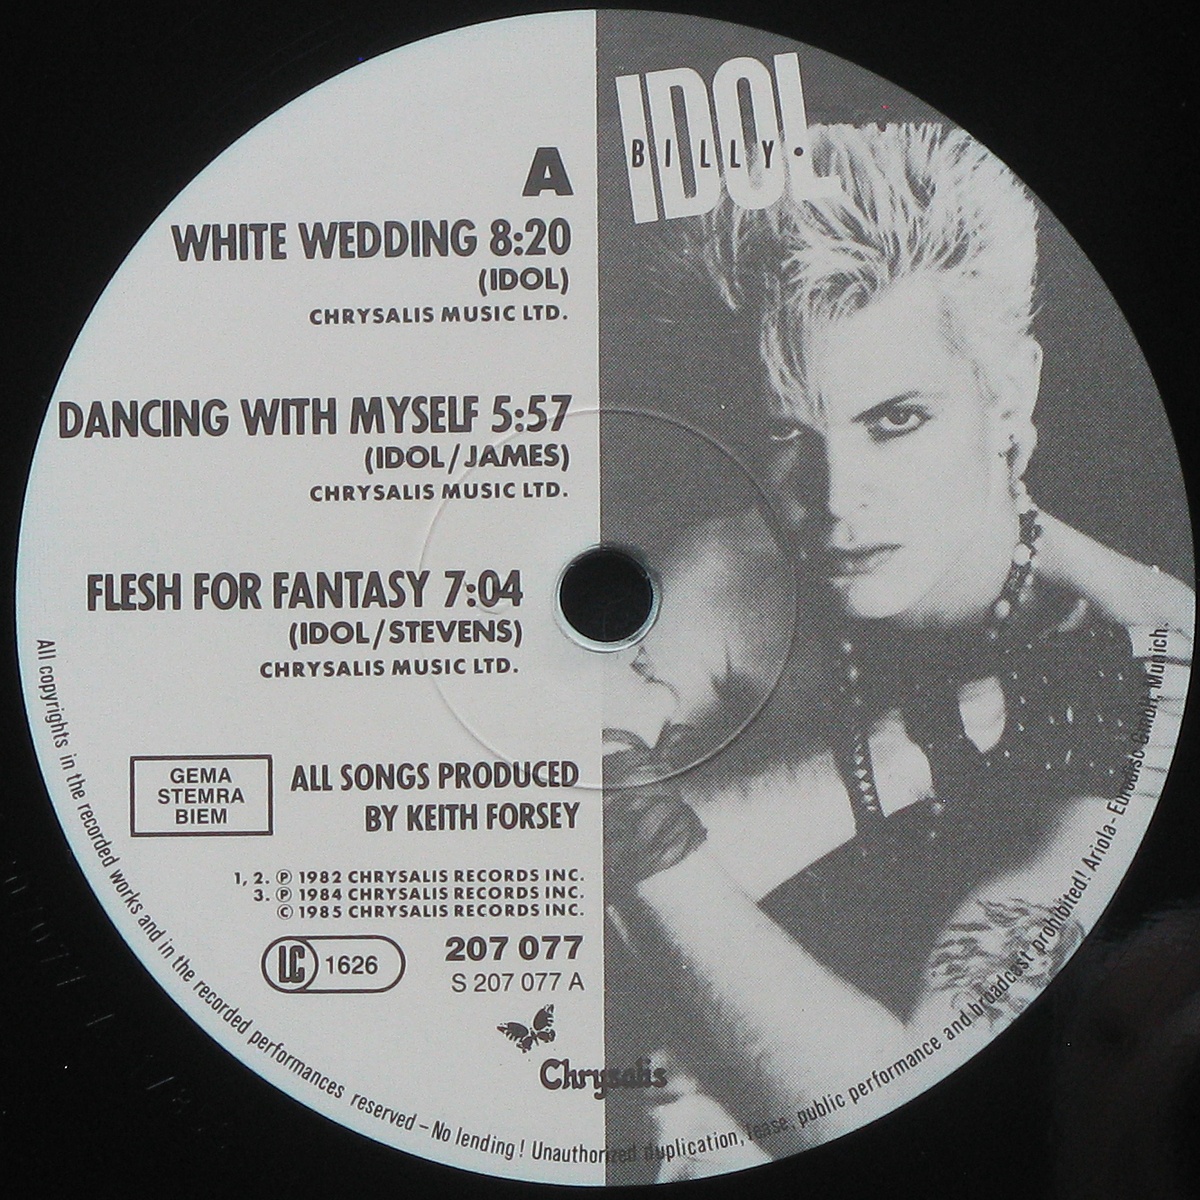 IDOL
BILLY •
A
WHITE WEDDING 8:20
(IDOL)
CHRYSALIS MUSIC LTD.
DANCING WITH MYSELF 5:57
(IDOL/JAMES)
CHRYSALIS MUSIC LTD.
FLESH FOR FANTASY 7:04
(IDOL/STEVENS)
CHRYSALIS MUSIC LTD.
GEMA
STEMRA
BIEM
ALL SONGS PRODUCED
BY KEITH FORSEY
1, 2. Ⓟ 1982 CHRYSALIS RECORDS INC.
3. Ⓟ 1984 CHRYSALIS RECORDS INC.
© 1985 CHRYSALIS RECORDS INC.
LC 1626
207 077
S 207 077 A
Chrysalis
All copyrights in the recorded works and in the recorded performances reserved – No lending! Unauthorized duplication, lease, public performance and broadcast prohibited! Ariola - Eurodisc GmbH, Munich.